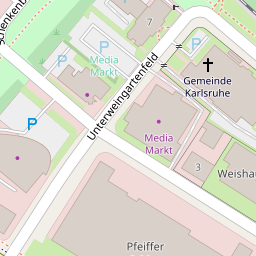 7
P
Media
Markt
Gemeinde
Karlsruhe
P
Unterweingartenfeld
P
Media
Markt
3
Weishau
Pfeiffer